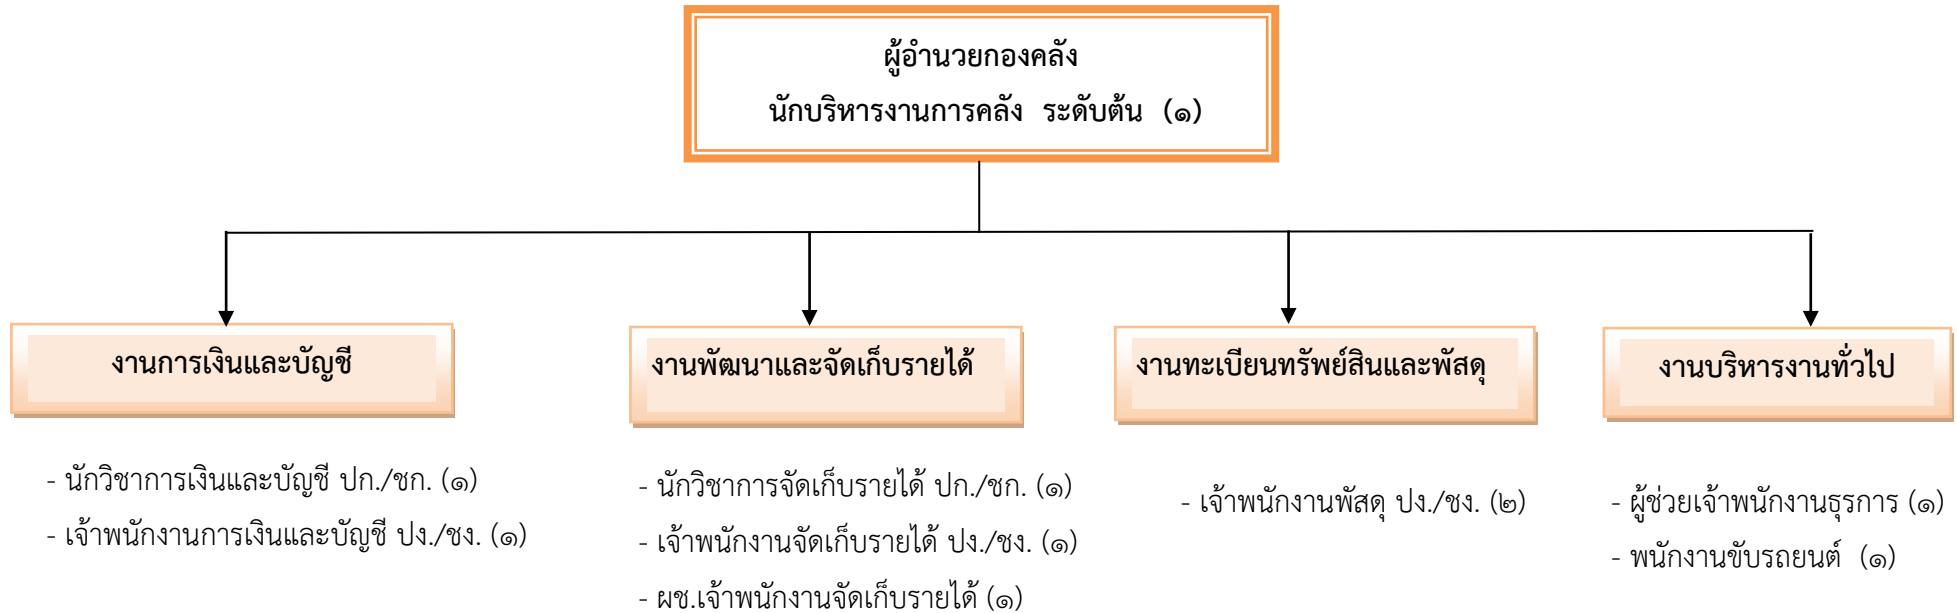 ผู้อำนวยกองคลัง
นักบริหารงานการคลัง ระดับต้น (๑)
งานการเงินและบัญชี
- นักวิชาการเงินและบัญชี ปก./ชก. (๑)
- เจ้าพนักงานการเงินและบัญชี ปง./ชง. (๑)
งานพัฒนาและจัดเก็บรายได้
- นักวิชาการจัดเก็บรายได้ ปก./ชก. (๑)
- เจ้าพนักงานจัดเก็บรายได้ ปง./ชง. (๑)
- ผช.เจ้าพนักงานจัดเก็บรายได้ (๑)
งานทะเบียนทรัพย์สินและพัสดุ
- เจ้าพนักงานพัสดุ ปง./ชง. (๒)
งานบริหารงานทั่วไป
- ผู้ช่วยเจ้าพนักงานธุรการ (๑)
- พนักงานขับรถยนต์ (๑)